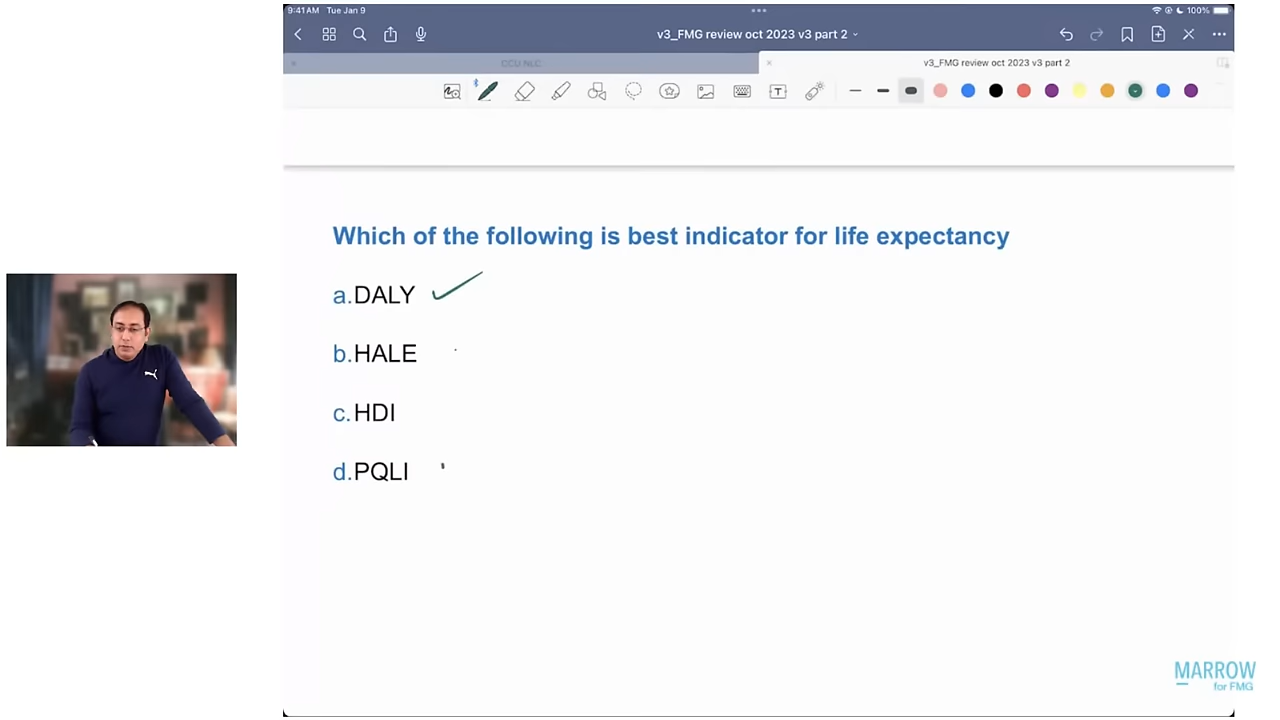 9:41 AM Tue Jan 9
100%
v3_FMG review oct 2023 v3 part 2
v3_FMG review oct 2023 v3 part 2
T
Which of the following is best indicator for life expectancy
a.DALY
b.HALE
c.HDI
d.PQLI
MARROW
for FMG